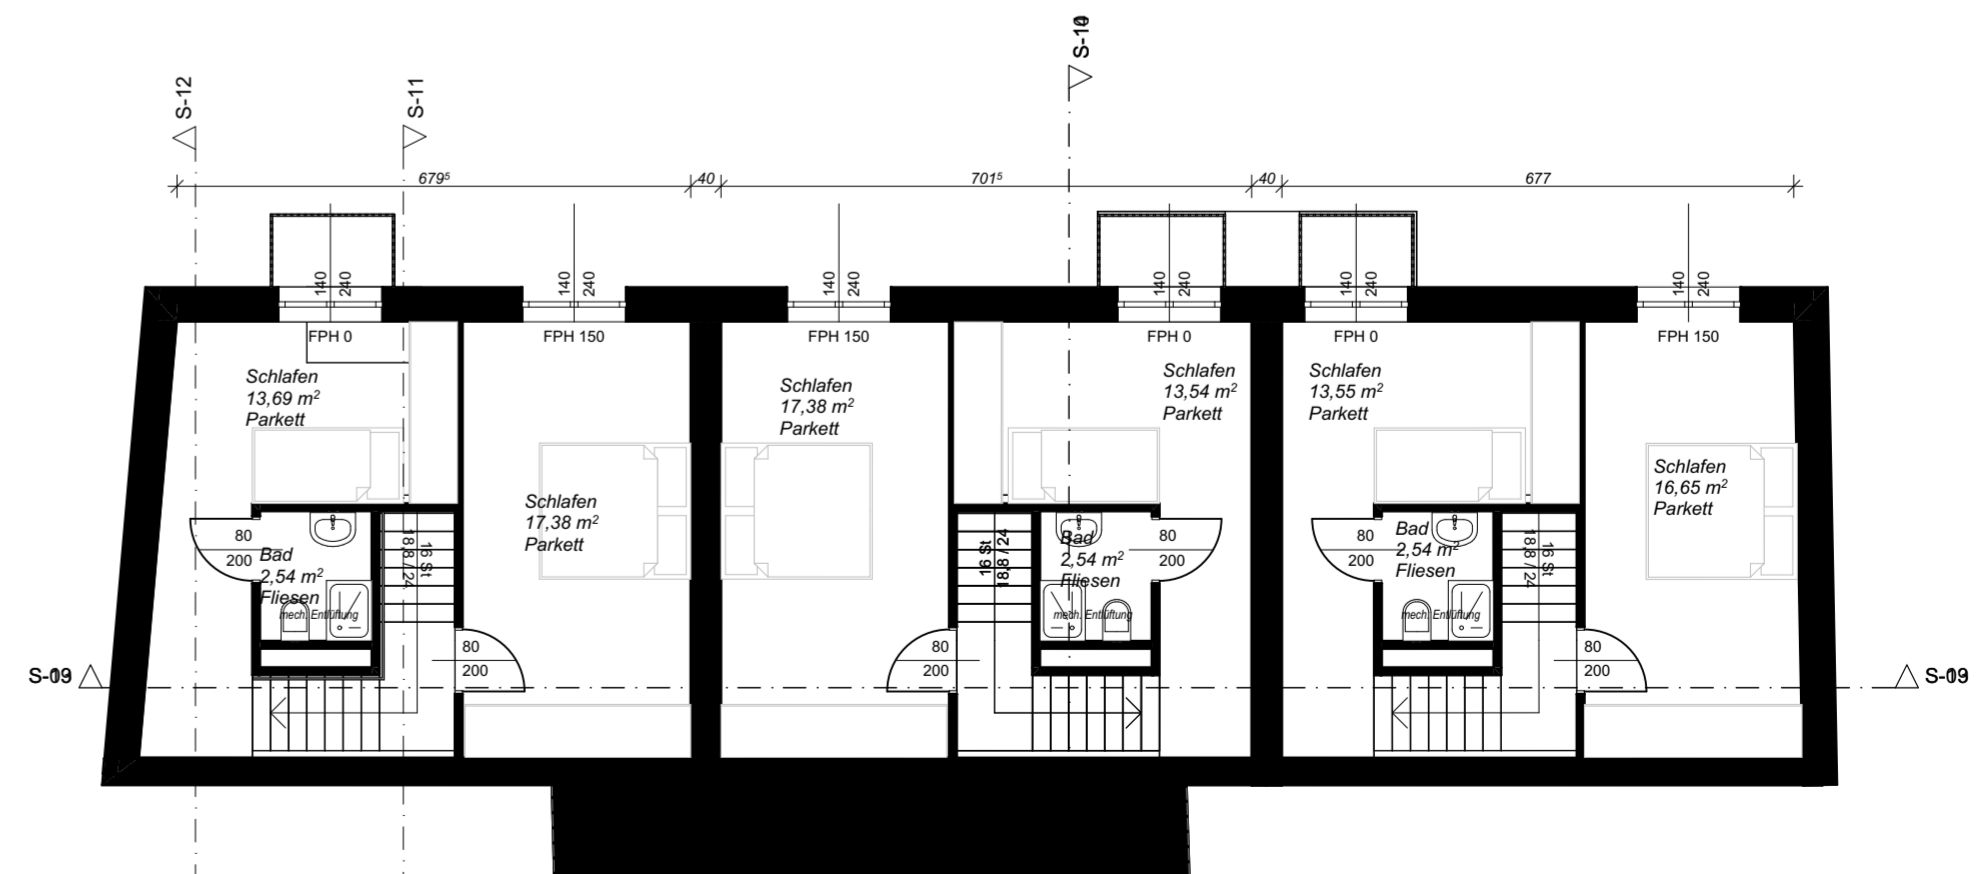 S-12
S-11
679⁵
40
701⁵
40
677
140
240
140
240
140
240
140
240
140
240
140
240
FPH 0
FPH 150
FPH 150
FPH 0
FPH 0
FPH 150
Schlafen
13,69 m²
Parkett
Schlafen
17,38 m²
Parkett
Schlafen
17,38 m²
Parkett
Schlafen
13,54 m²
Parkett
Schlafen
13,55 m²
Parkett
Schlafen
16,65 m²
Parkett
80
200
Bad
2,54 m²
Fliesen
mech. Entlüftung
16 St
18,8 / 24
80
200
80
200
16 St
18,8 / 24
Bad
2,54 m²
Fliesen
mech. Entlüftung
80
200
80
200
Bad
2,54 m²
Fliesen
mech. Entlüftung
16 St
18,8 / 24
80
200